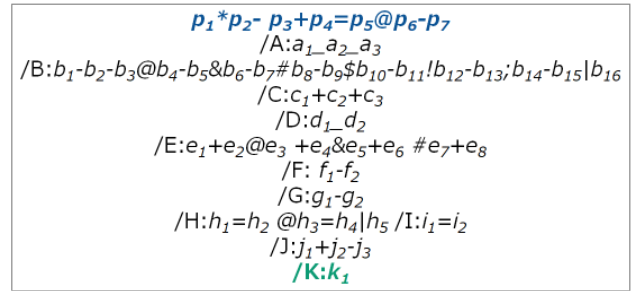 p₁*p₂- p₃+p₄=p₅@p₆-p₇
/A:a₁_a₂_a₃
/B:b₁-b₂-b₃@b₄-b₅&b₆-b₇#b₈-b₉$b₁₀-b₁₁!b₁₂-b₁₃;b₁₄-b₁₅|b₁₆
/C:c₁+c₂+c₃
/D:d₁_d₂
/E:e₁+e₂@e₃ +e₄&e₅+e₆ #e₇+e₈
/F: f₁-f₂
/G:g₁-g₂
/H:h₁=h₂ @h₃=h₄|h₅ /I:i₁=i₂
/J:j₁+j₂-j₃
/K:k₁